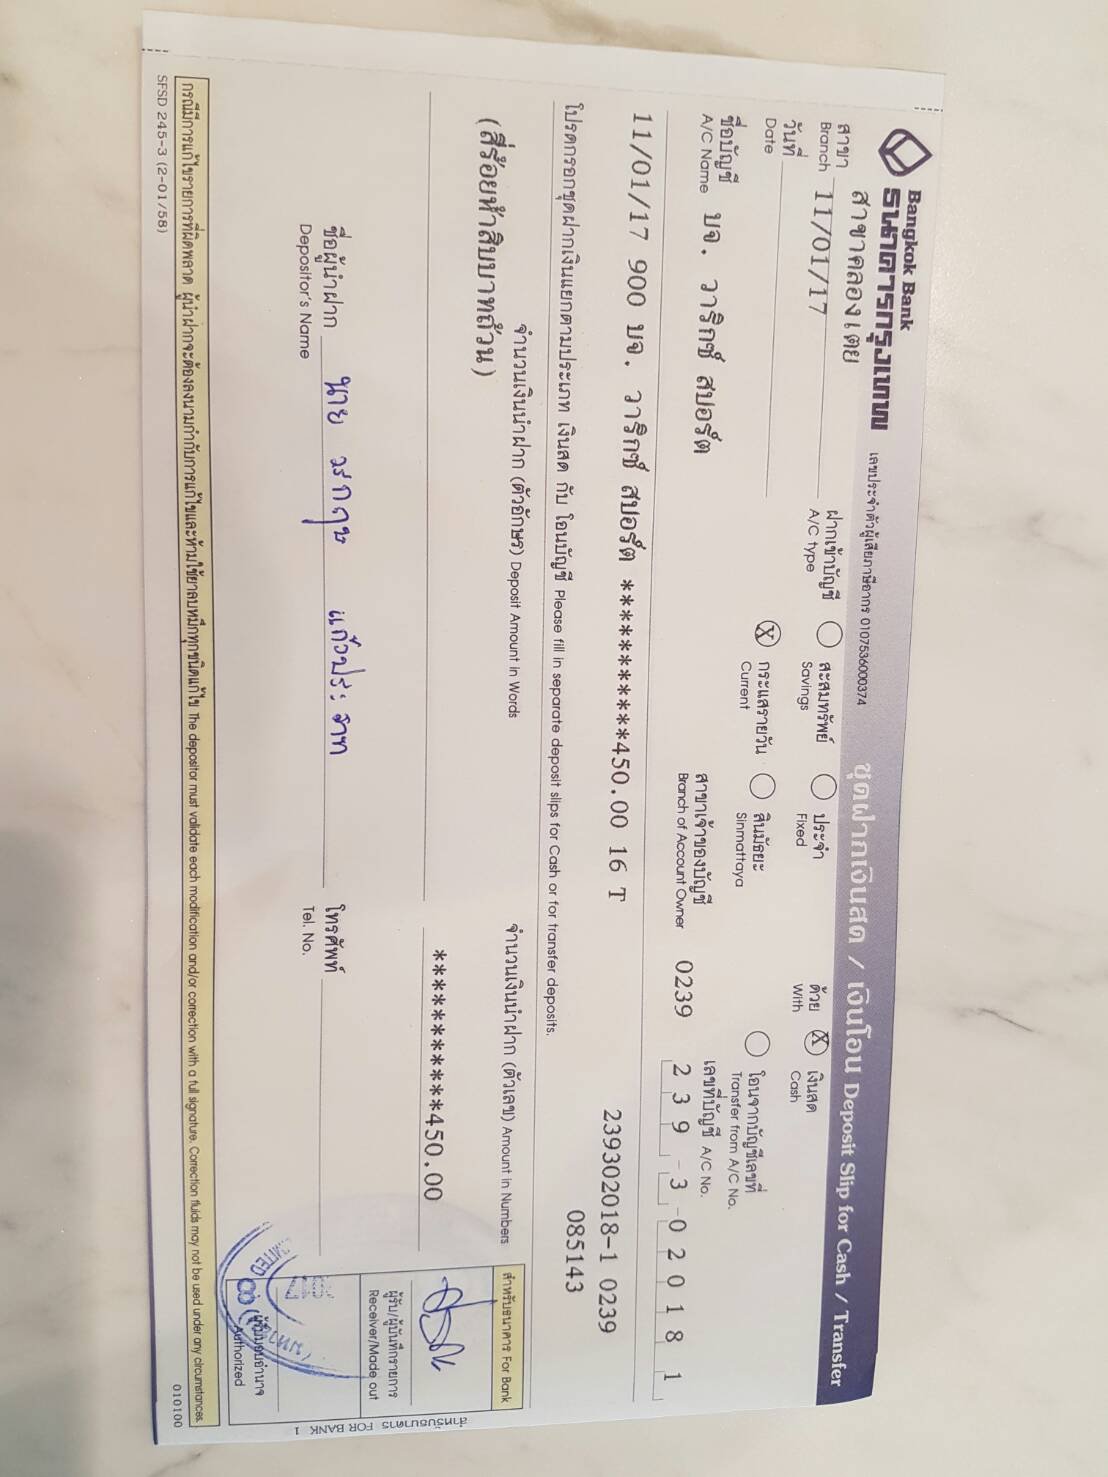 Bangkok Bank
ธนาคารกรุงเทพ
เลขประจำตัวผู้เสียภาษีอากร 0107536000374
ชุดฝากเงินสด / เงินโอน Deposit Slip for Cash / Transfer
สาขา สาขาคลองเตย
Branch 11/01/17
วันที่
Date
ฝากเข้าบัญชี
A/C type
สะสมทรัพย์
Savings
ประจำ
Fixed
ด้วย
With
X เงินสด
Cash
X กระแสรายวัน
Current
สินมัธยะ
Sinmattaya
โอนจากบัญชีเลขที่
Transfer from A/C No.
ชื่อบัญชี
A/C Name บจ. วาริกซ์ สปอร์ต
สาขาเจ้าของบัญชี
Branch of Account Owner 0239
เลขที่บัญชี A/C No.
239-3-02018 1
11/01/17 900 บจ. วาริกซ์ สปอร์ต ***********450.00 16 T 239302018-1 0239
085143
โปรดกรอกชุดฝากเงินแยกตามประเภท เงินสด กับ โอนบัญชี Please fill in separate deposit slips for Cash or for transfer deposits.
จำนวนเงินนำฝาก (ตัวอักษร) Deposit Amount in Words
จำนวนเงินนำฝาก (ตัวเลข) Amount in Numbers
(สี่ร้อยห้าสิบบาทถ้วน)
***********450.00
สำหรับธนาคาร For Bank
ผู้รับ/ผู้บันทึกรายการ
Receiver/Made out
ผู้รับมอบอำนาจ
Authorized
ชื่อผู้นำฝาก นาย วรกฤษ แก้วประ
Depositor's Name
โทรศัพท์
Tel. No.
กรณีมีการแก้ไขรายการที่ผิดพลาด ผู้นำฝากจะต้องลงนามกำกับการแก้ไขและห้ามใช้ยาลบหมึกทุกชนิดแก้ไข The depositor must validate each modification and/or correction with a full signature. Correction fluids may not be used under any circumstances.
SFSD 245-3 (2-01/58)
010100
สำหรับธนาคาร FOR BANK 1